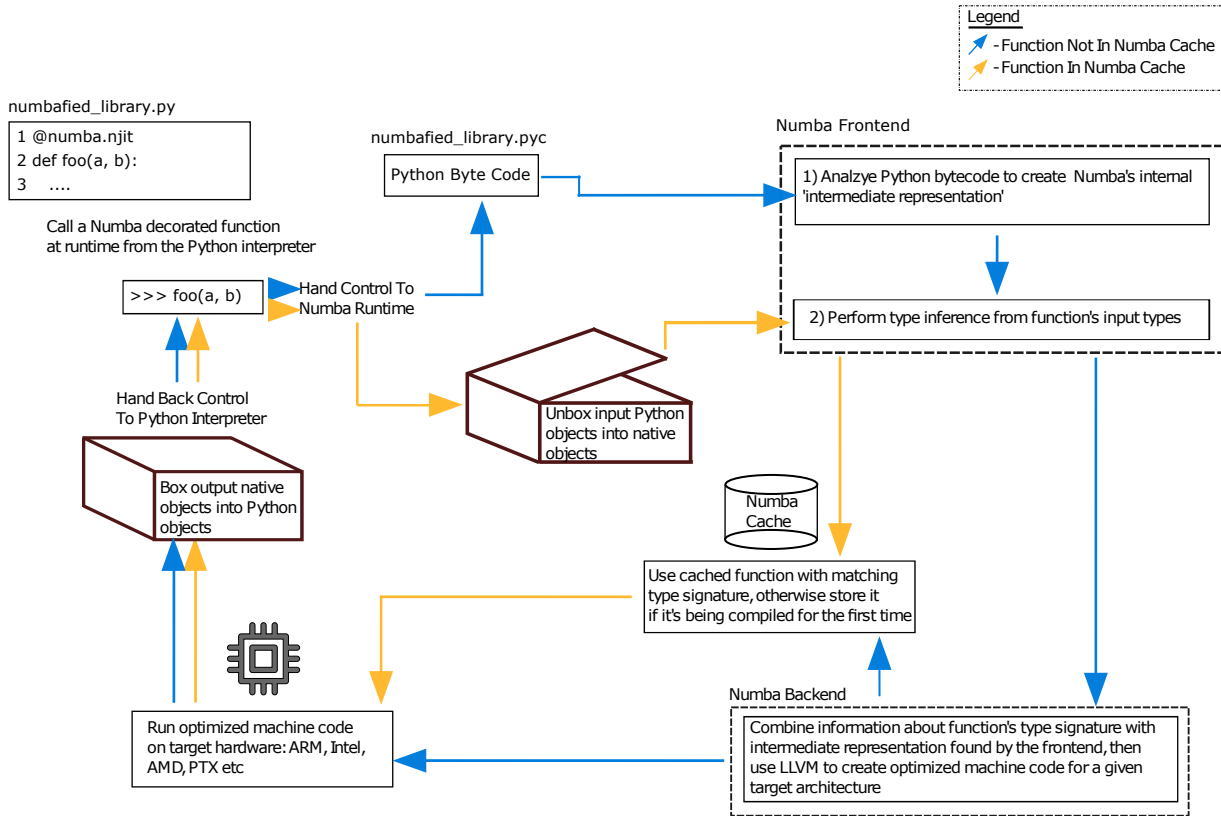 Legend
- Function Not In Numba Cache
- Function In Numba Cache
numbafied_library.py
1 @numba.njit
2 def foo(a, b):
3 ....
numbafied_library.pyc
Python Byte Code
Numba Frontend
1) Analzye Python bytecode to create Numba's internal
'intermediate representation'
Call a Numba decorated function
at runtime from the Python interpreter
>>> foo(a, b)
Hand Control To
Numba Runtime
2) Perform type inference from function's input types
Hand Back Control
To Python Interpreter
Unbox input Python
objects into native
objects
Box output native
objects into Python
objects
Numba
Cache
Use cached function with matching
type signature, otherwise store it
if it's being compiled for the first time
Numba Backend
Run optimized machine code
on target hardware: ARM, Intel,
AMD, PTX etc
Combine information about function's type signature with
intermediate representation found by the frontend, then
use LLVM to create optimized machine code for a given
target architecture